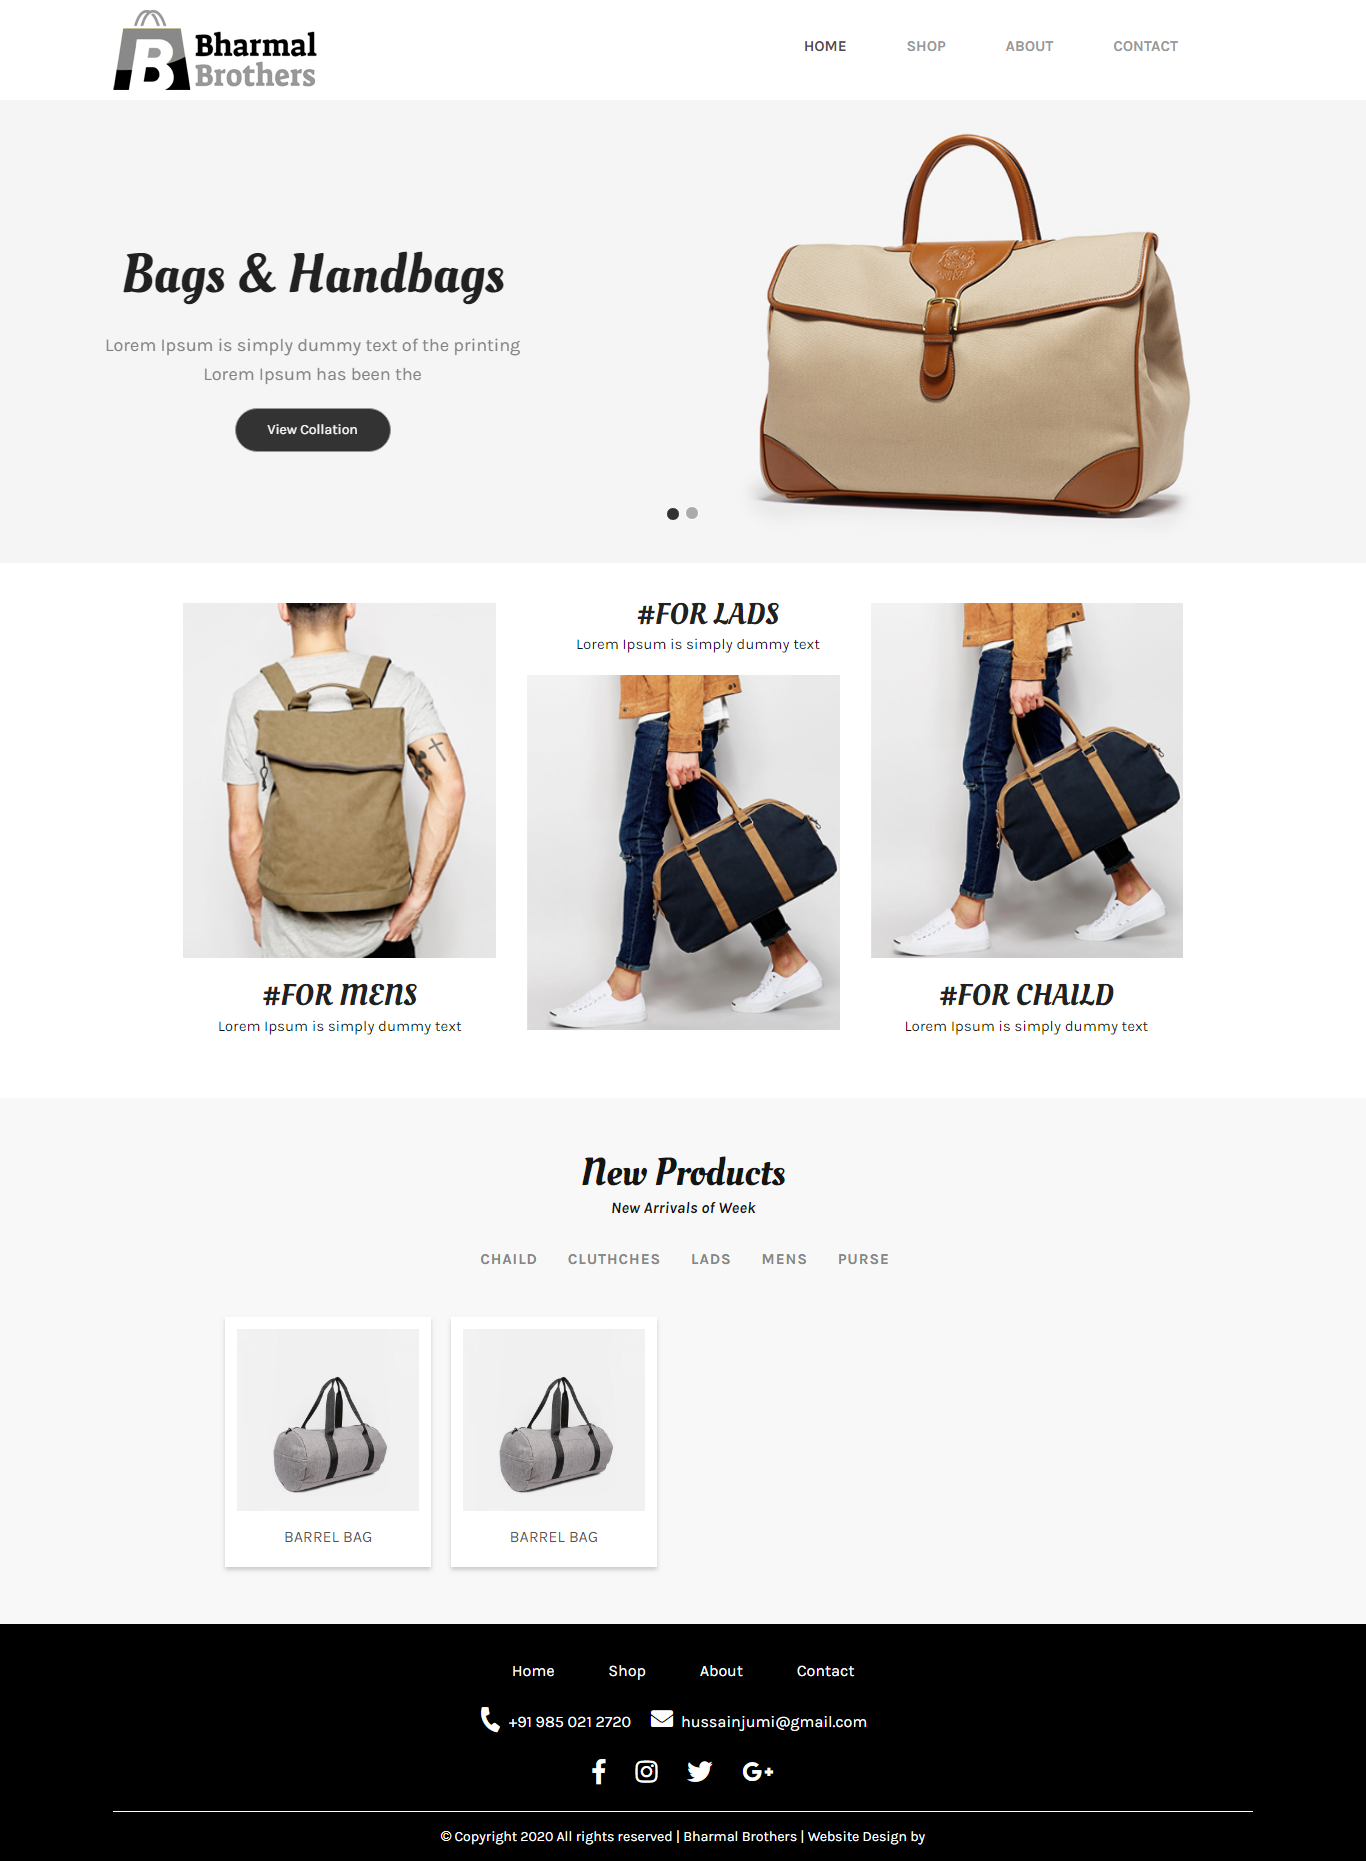 Bharmal
Brothers
HOME SHOP ABOUT CONTACT
Bags & Handbags
Lorem Ipsum is simply dummy text of the printing
Lorem Ipsum has been the
View Collation
#FOR LADS
Lorem Ipsum is simply dummy text
#FOR MENS
Lorem Ipsum is simply dummy text
#FOR CHAILD
Lorem Ipsum is simply dummy text
New Products
New Arrivals of Week
CHAILD CLUTHCHES LADS MENS PURSE
BARREL BAG
BARREL BAG
Home Shop About Contact
+91 985 021 2720 hussainjumi@gmail.com
© Copyright 2020 All rights reserved | Bharmal Brothers | Website Design by